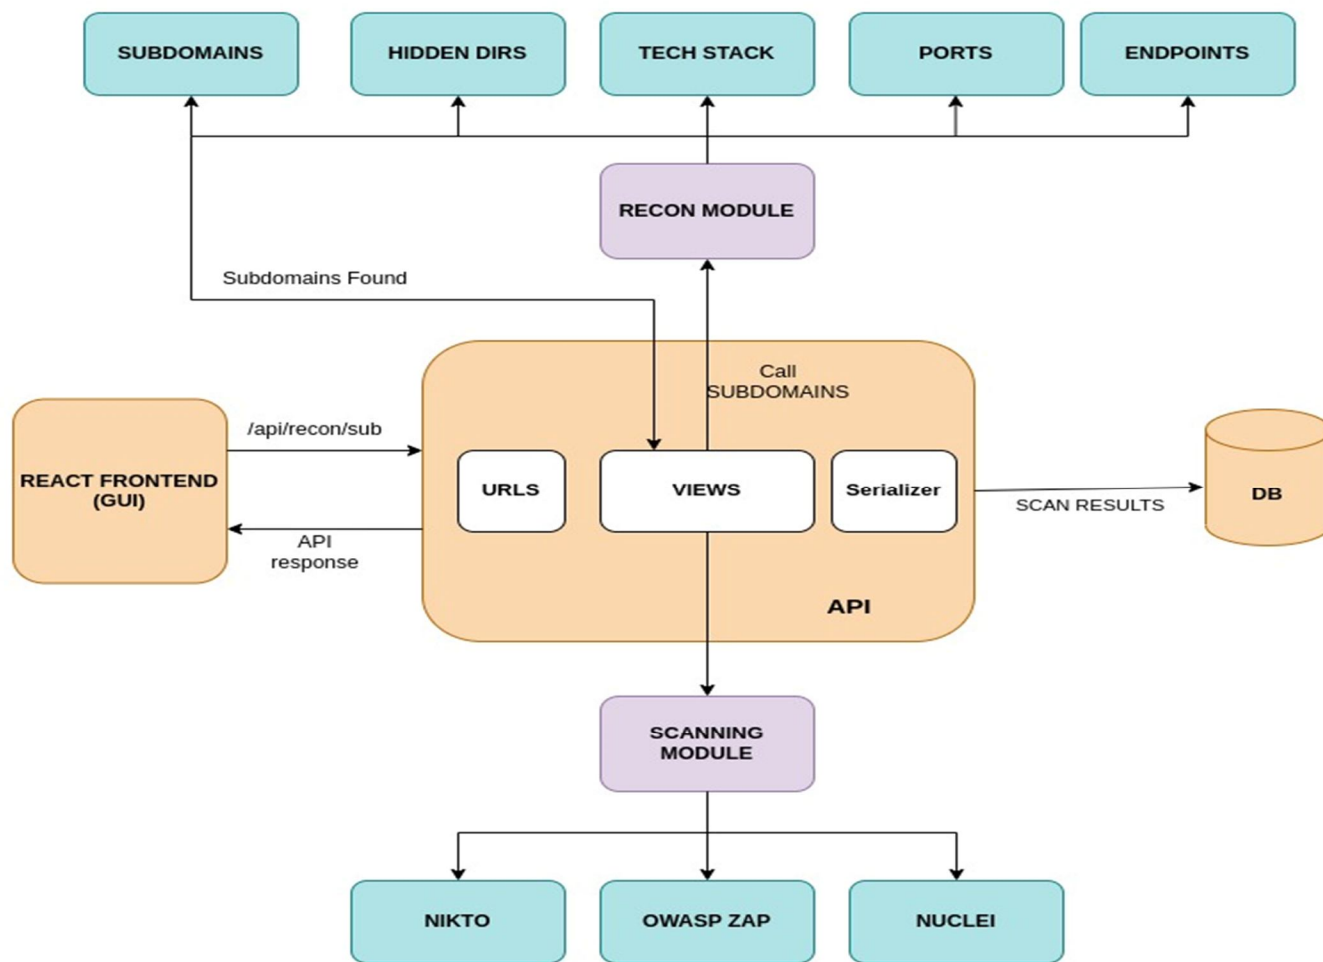 SUBDOMAINS
HIDDEN DIRS
TECH STACK
PORTS
ENDPOINTS
RECON MODULE
Subdomains Found
Call
SUBDOMAINS
/api/recon/sub
REACT FRONTEND
(GUI)
API
response
URLS
VIEWS
Serializer
API
SCAN RESULTS
DB
SCANNING
MODULE
NIKTO
OWASP ZAP
NUCLEI